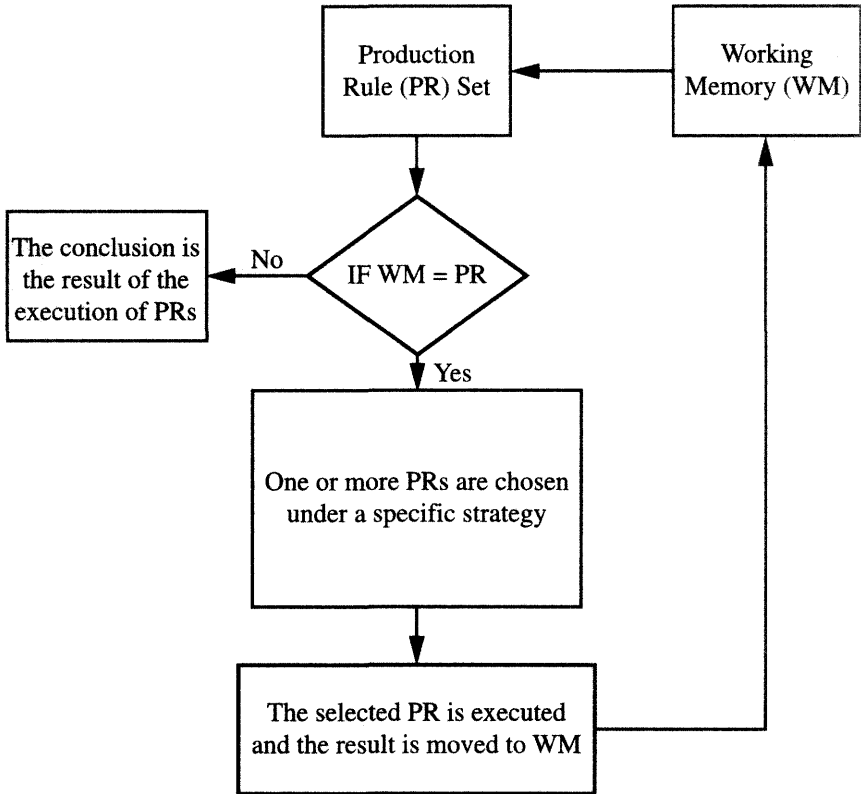 Production
Rule (PR) Set
Working
Memory (WM)
The conclusion is
the result of the
execution of PRs
No
IF WM = PR
Yes
One or more PRs are chosen
under a specific strategy
The selected PR is executed
and the result is moved to WM